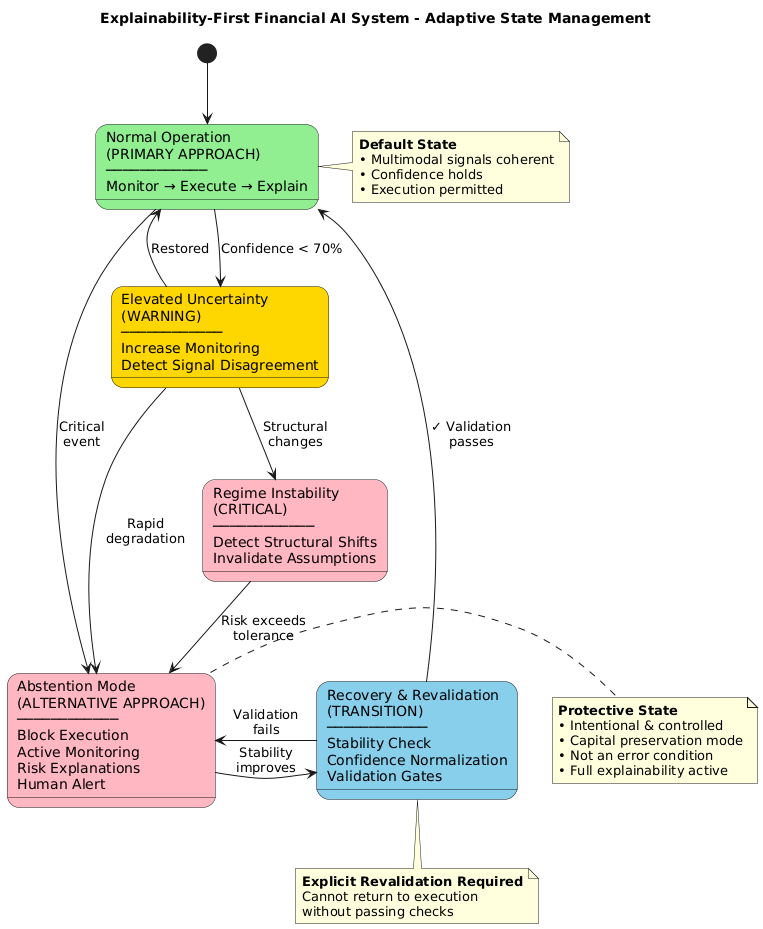 Explainability-First Financial AI System - Adaptive State Management
Normal Operation
(PRIMARY APPROACH)
Monitor → Execute → Explain
Default State
• Multimodal signals coherent
• Confidence holds
• Execution permitted
Restored
Confidence < 70%
Elevated Uncertainty
(WARNING)
Increase Monitoring
Detect Signal Disagreement
Critical
event
Structural
changes
✓ Validation
passes
Regime Instability
(CRITICAL)
Detect Structural Shifts
Invalidate Assumptions
Rapid
degradation
Risk exceeds
tolerance
Abstention Mode
(ALTERNATIVE APPROACH)
Block Execution
Active Monitoring
Risk Explanations
Human Alert
Validation
fails
Stability
improves
Recovery & Revalidation
(TRANSITION)
Stability Check
Confidence Normalization
Validation Gates
Protective State
• Intentional & controlled
• Capital preservation mode
• Not an error condition
• Full explainability active
Explicit Revalidation Required
Cannot return to execution
without passing checks